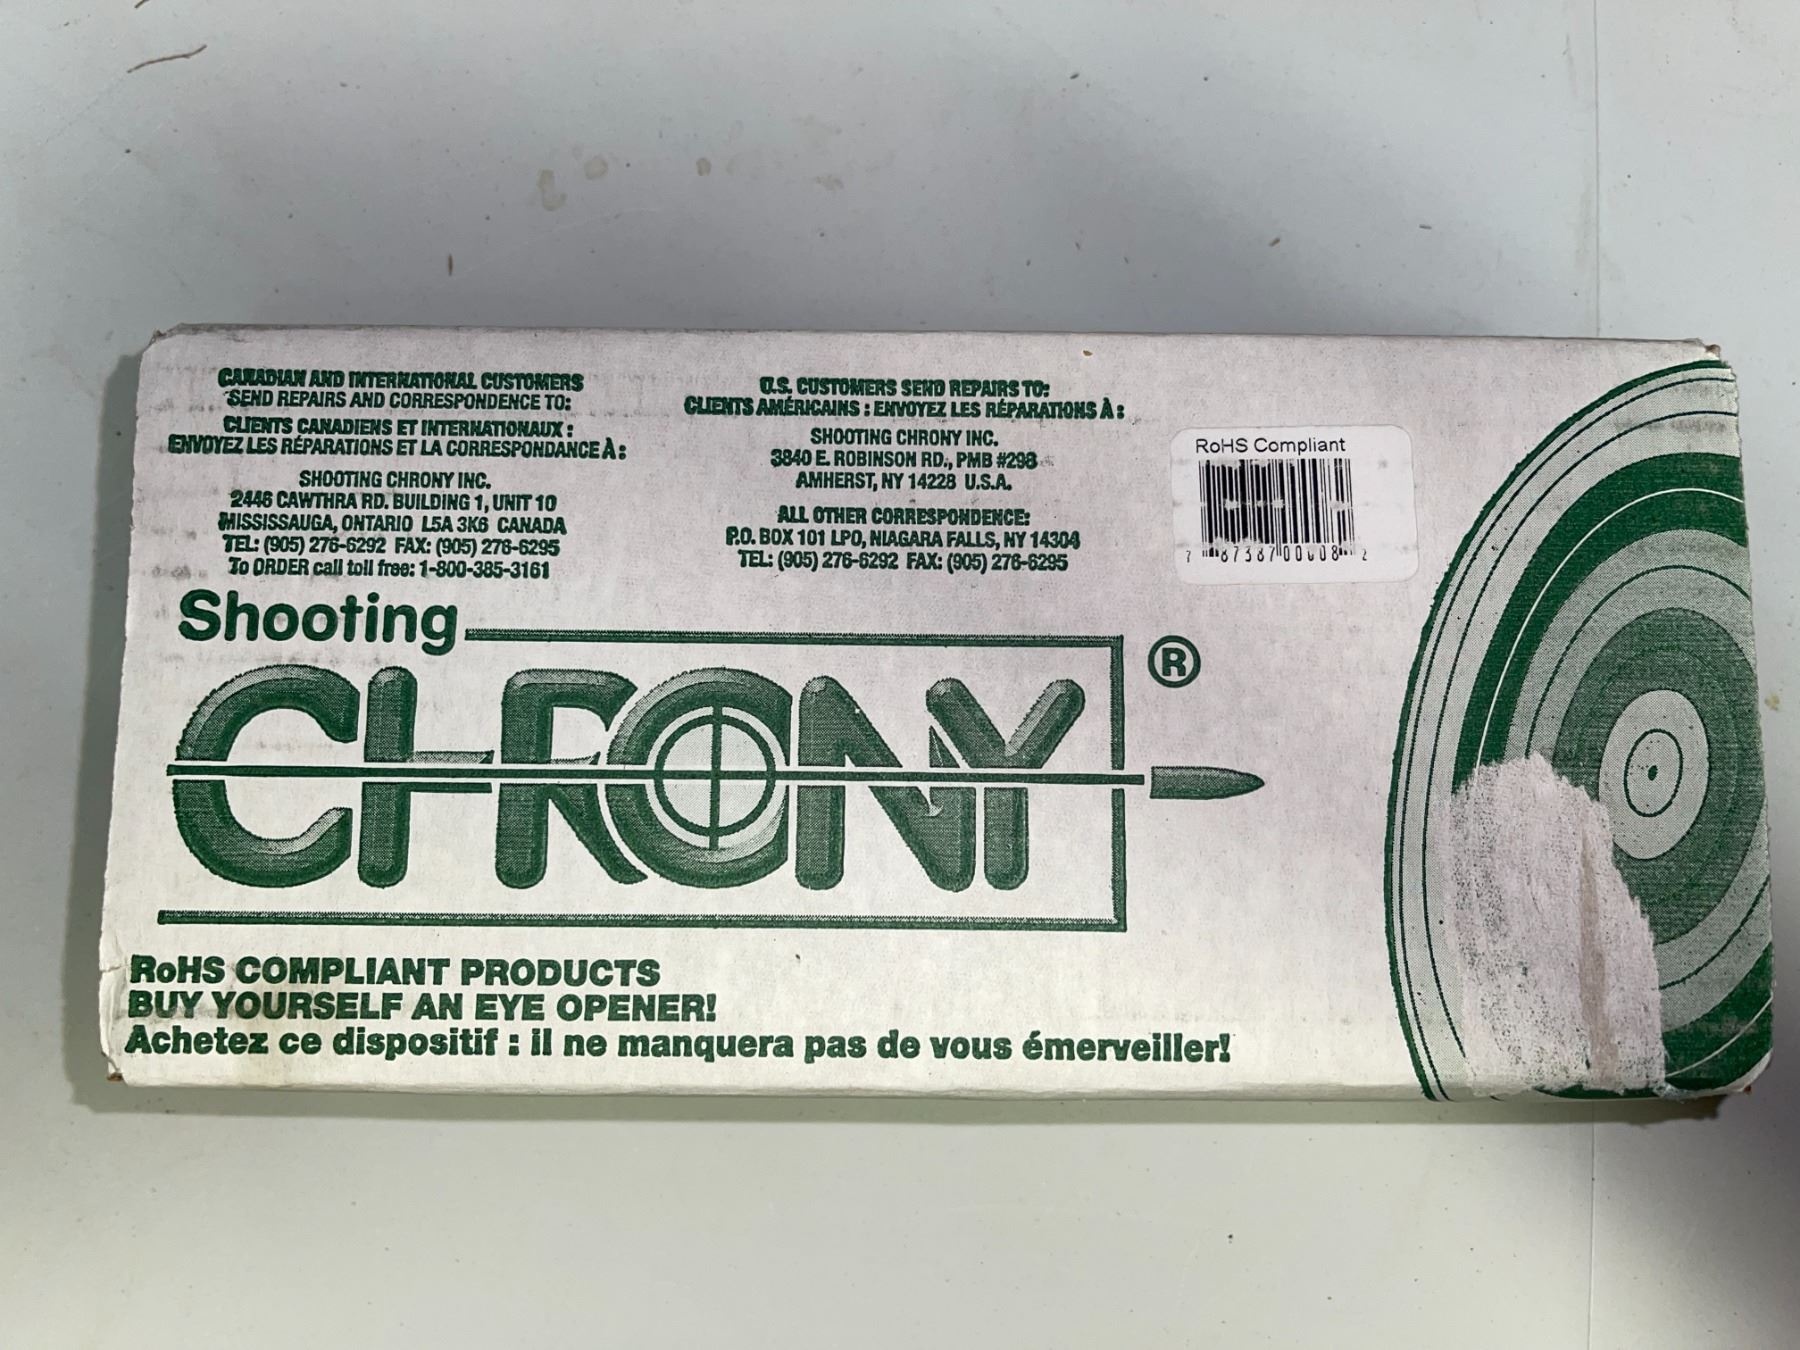 CANADIAN AND INTERNATIONAL CUSTOMERS
SEND REPAIRS AND CORRESPONDENCE TO:
CLIENTS CANADIENS ET INTERNATIONAUX :
ENVOYEZ LES RÉPARATIONS ET LA CORRESPONDANCE À :
SHOOTING CHRONY INC.
2446 CAWTHRA RD. BUILDING 1, UNIT 10
MISSISSAUGA, ONTARIO L5A 3K6 CANADA
TEL: (905) 276-6292 FAX: (905) 276-6295
To ORDER call toll free: 1-800-385-3161
U.S. CUSTOMERS SEND REPAIRS TO:
CLIENTS AMÉRICAINS : ENVOYEZ LES RÉPARATIONS À :
SHOOTING CHRONY INC.
3840 E. ROBINSON RD., PMB #298
AMHERST, NY 14228 U.S.A.
ALL OTHER CORRESPONDENCE:
P.O. BOX 101 LPO, NIAGARA FALLS, NY 14304
TEL: (905) 276-6292 FAX: (905) 276-6295
RoHS Compliant
Shooting
CHRONY ®
RoHS COMPLIANT PRODUCTS
BUY YOURSELF AN EYE OPENER!
Achetez ce dispositif : il ne manquera pas de vous émerveiller!